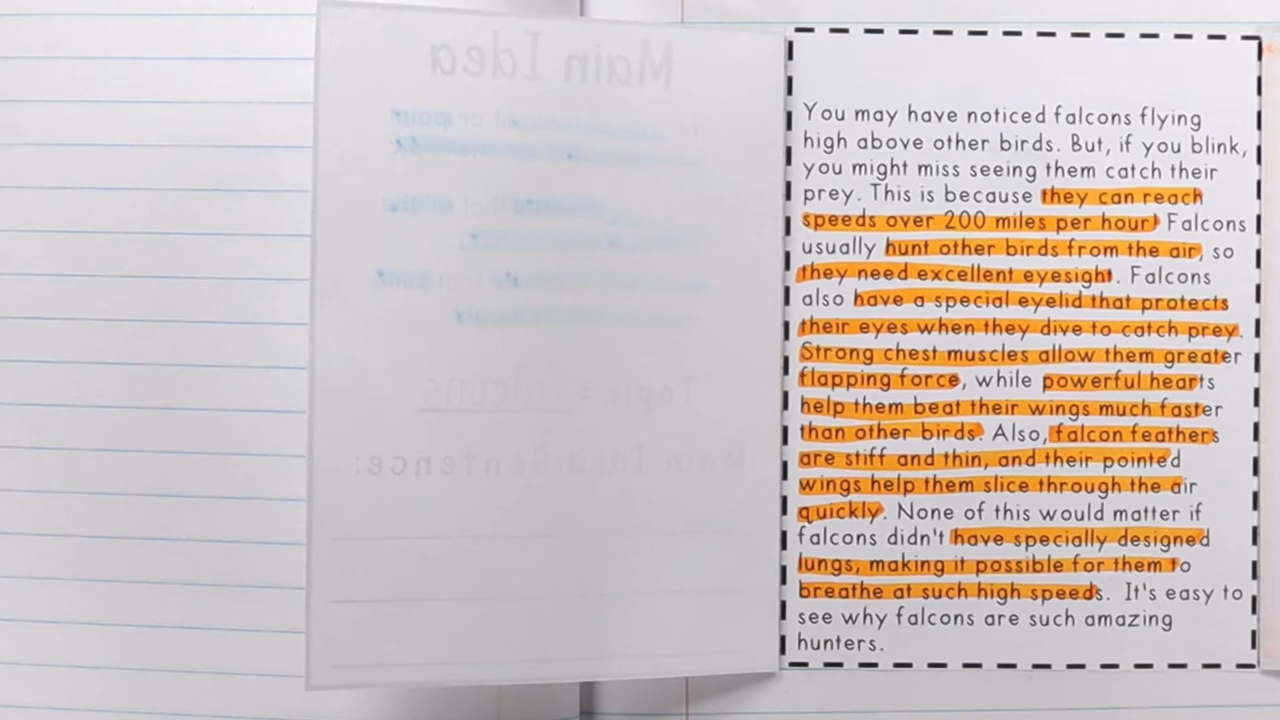 Main Idea
Topic =
Main Idea Sentence:
You may have noticed falcons flying
high above other birds. But, if you blink,
you might miss seeing them catch their
prey. This is because they can reach
speeds over 200 miles per hour! Falcons
usually hunt other birds from the air, so
they need excellent eyesight. Falcons
also have a special eyelid that protects
their eyes when they dive to catch prey.
Strong chest muscles allow them greater
flapping force, while powerful hearts
help them beat their wings much faster
than other birds. Also, falcon feathers
are stiff and thin, and their pointed
wings help them slice through the air
quickly. None of this would matter if
falcons didn't have specially designed
lungs, making it possible for them to
breathe at such high speeds. It's easy to
see why falcons are such amazing
hunters.